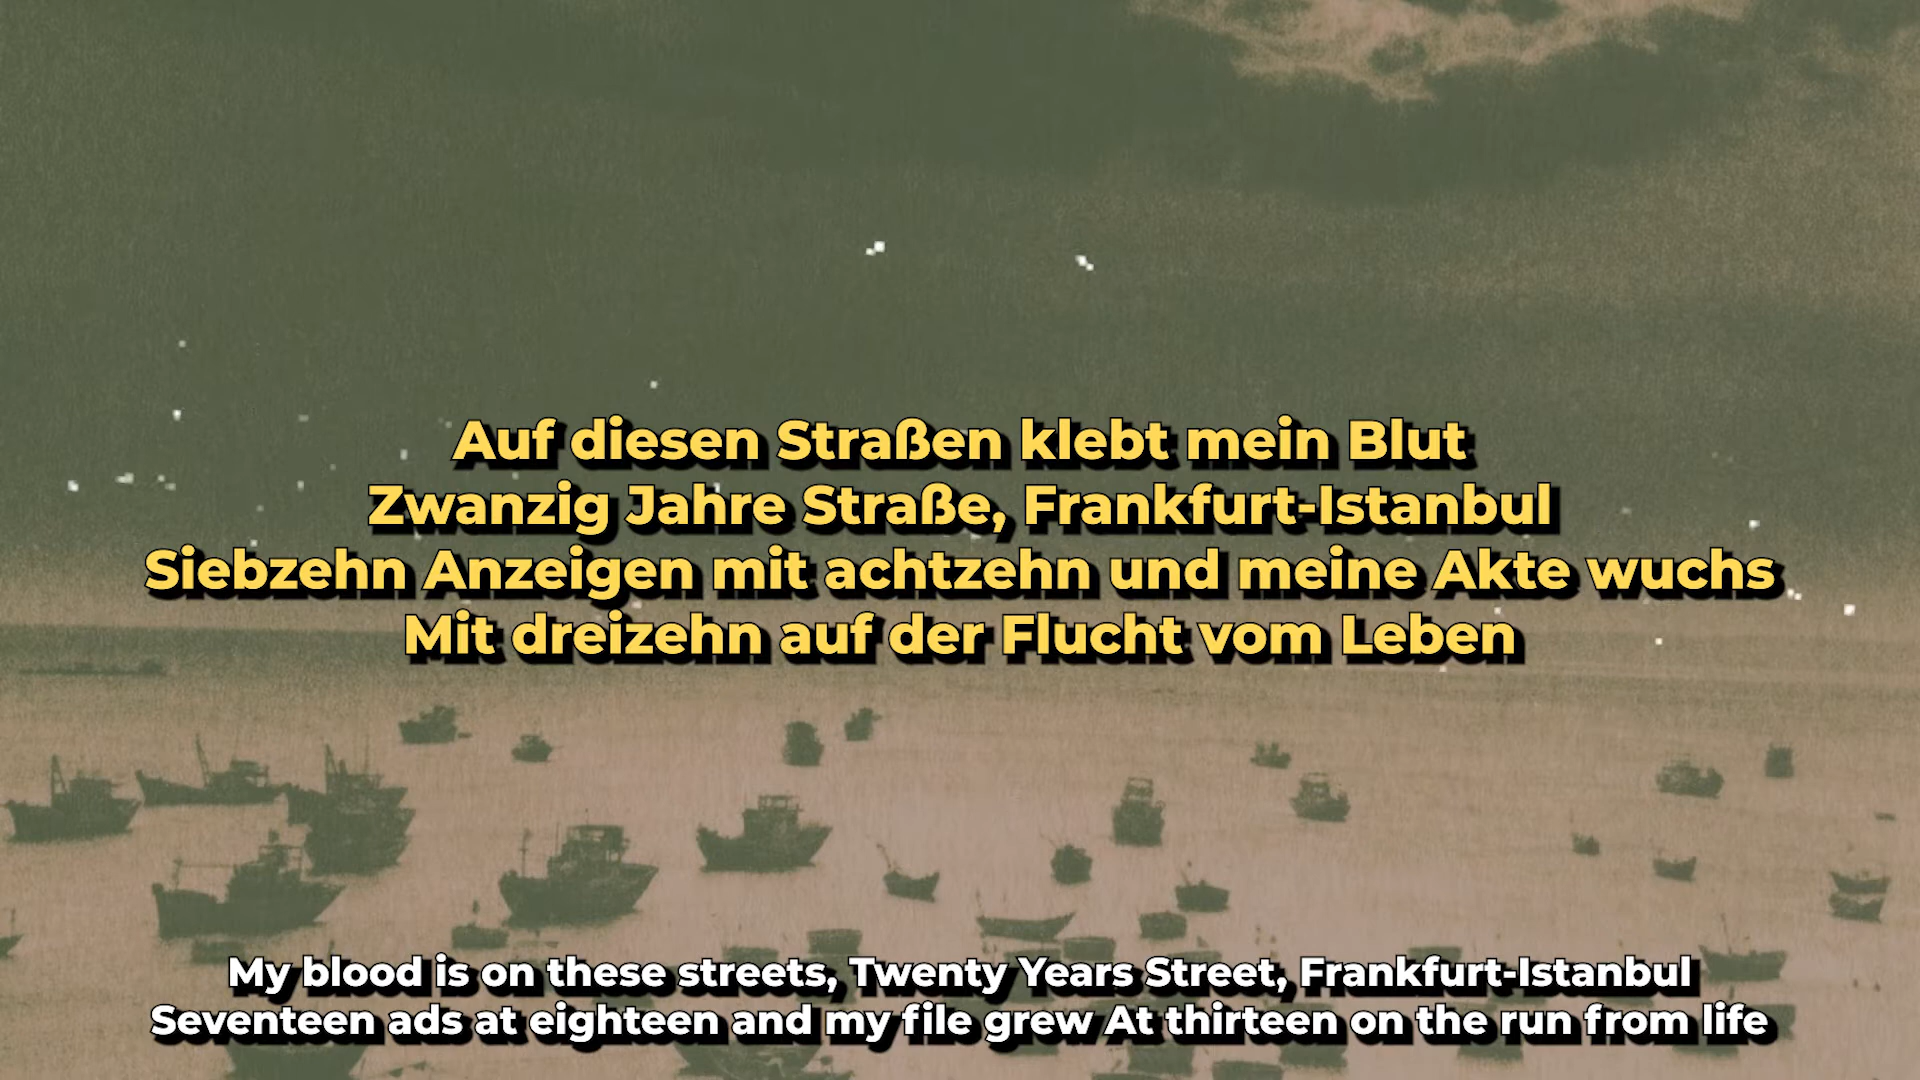 Auf diesen Straßen klebt mein Blut
Zwanzig Jahre Straße, Frankfurt-Istanbul
Siebzehn Anzeigen mit achtzehn und meine Akte wuchs
Mit dreizehn auf der Flucht vom Leben
My blood is on these streets, Twenty Years Street, Frankfurt-Istanbul
Seventeen ads at eighteen and my file grew At thirteen on the run from life